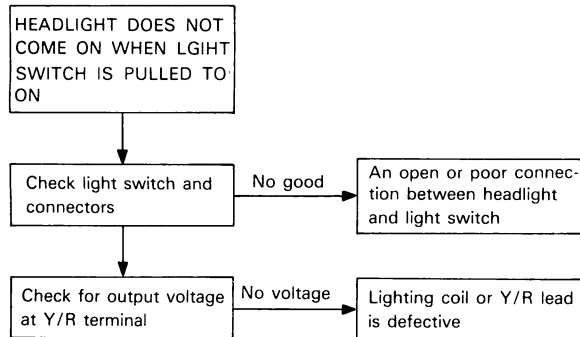 HEADLIGHT DOES NOT
COME ON WHEN LGIHT
SWITCH IS PULLED TO
ON
Check light switch and
connectors
No good
An open or poor connec-
tion between headlight
and light switch
Check for output voltage
at Y/R terminal
No voltage
Lighting coil or Y/R lead
is defective